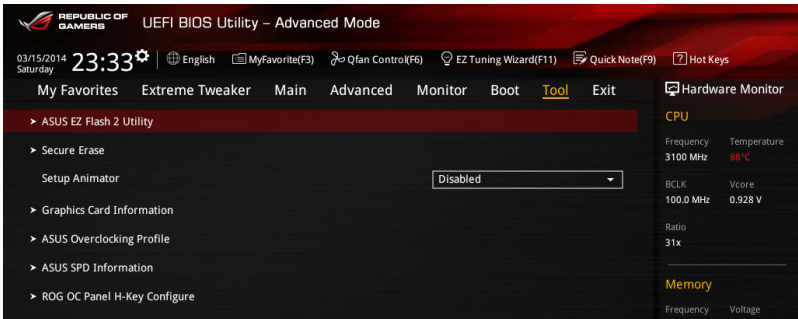 REPUBLIC OF
GAMERS
UEFI BIOS Utility – Advanced Mode
03/15/2014
Saturday
23:33
English
MyFavorite(F3)
Qfan Control(F6)
EZ Tuning Wizard(F11)
Quick Note(F9)
? Hot Keys
My Favorites Extreme Tweaker Main Advanced Monitor Boot Tool Exit
Hardware Monitor
> ASUS EZ Flash 2 Utility
> Secure Erase
Setup Animator Disabled
> Graphics Card Information
> ASUS Overclocking Profile
> ASUS SPD Information
> ROG OC Panel H-Key Configure
CPU
Frequency Temperature
3100 MHz 88°C
BCLK Vcore
100.0 MHz 0.928 V
Ratio
31x
Memory
Frequency Voltage